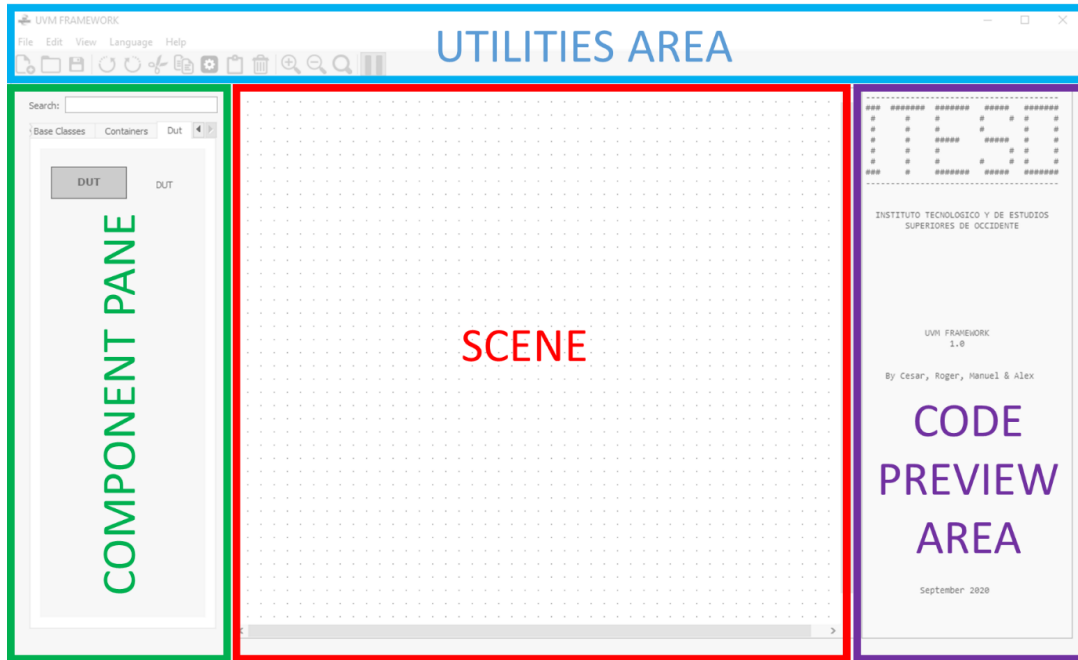 UVM FRAMEWORK
File Edit View Language Help
UTILITIES AREA
Search:
Base Classes Containers Dut
DUT DUT
COMPONENT PANE
SCENE
ITESO
INSTITUTO TECNOLOGICO Y DE ESTUDIOS
SUPERIORES DE OCCIDENTE
UVM FRAMEWORK
1.0
By Cesar, Roger, Manuel & Alex
CODE
PREVIEW
AREA
September 2020